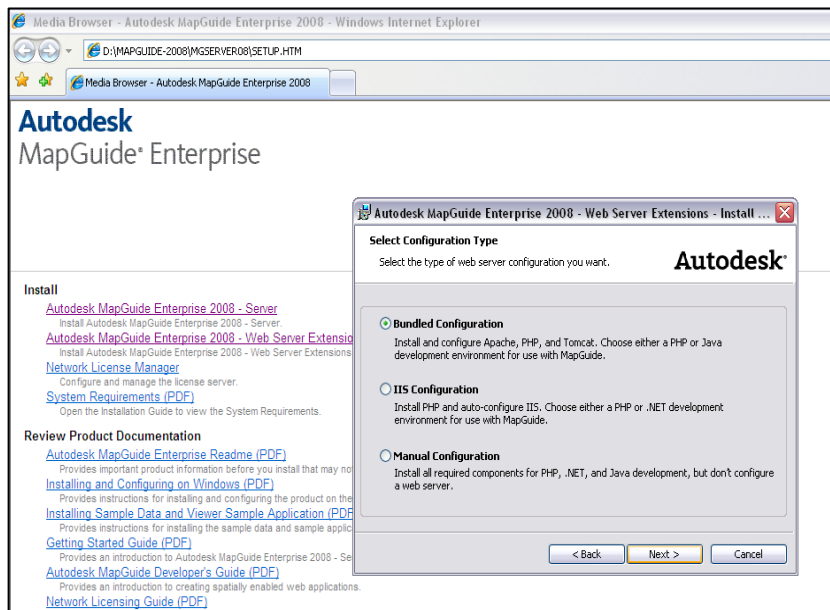 Media Browser - Autodesk MapGuide Enterprise 2008 - Windows Internet Explorer
D:\MAPGUIDE-2008\MGSERVER08\SETUP.HTM
Media Browser - Autodesk MapGuide Enterprise 2008
Autodesk
MapGuide® Enterprise
Install
Autodesk MapGuide Enterprise 2008 - Server
Install Autodesk MapGuide Enterprise 2008 - Server.
Autodesk MapGuide Enterprise 2008 - Web Server Extensio
Install Autodesk MapGuide Enterprise 2008 - Web Server Extensions
Network License Manager
Configure and manage the license server.
System Requirements (PDF)
Open the Installation Guide to view the System Requirements.
Review Product Documentation
Autodesk MapGuide Enterprise Readme (PDF)
Provides important product information before you install that may no
Installing and Configuring on Windows (PDF)
Provides instructions for installing and configuring the product on the
Installing Sample Data and Viewer Sample Application (PDF
Provides instructions for installing the sample data and sample applic
Getting Started Guide (PDF)
Provides an introduction to Autodesk MapGuide Enterprise 2008 - Se
Autodesk MapGuide Developer's Guide (PDF)
Provides an introduction to creating spatially enabled web applications.
Network Licensing Guide (PDF)
Autodesk MapGuide Enterprise 2008 - Web Server Extensions - Install ...
Select Configuration Type
Select the type of web server configuration you want.
Autodesk®
Bundled Configuration
Install and configure Apache, PHP, and Tomcat. Choose either a PHP or Java
development environment for use with MapGuide.
IIS Configuration
Install PHP and auto-configure IIS. Choose either a PHP or .NET development
environment for use with MapGuide.
Manual Configuration
Install all required components for PHP, .NET, and Java development, but don't configure
a web server.
< Back
Next >
Cancel